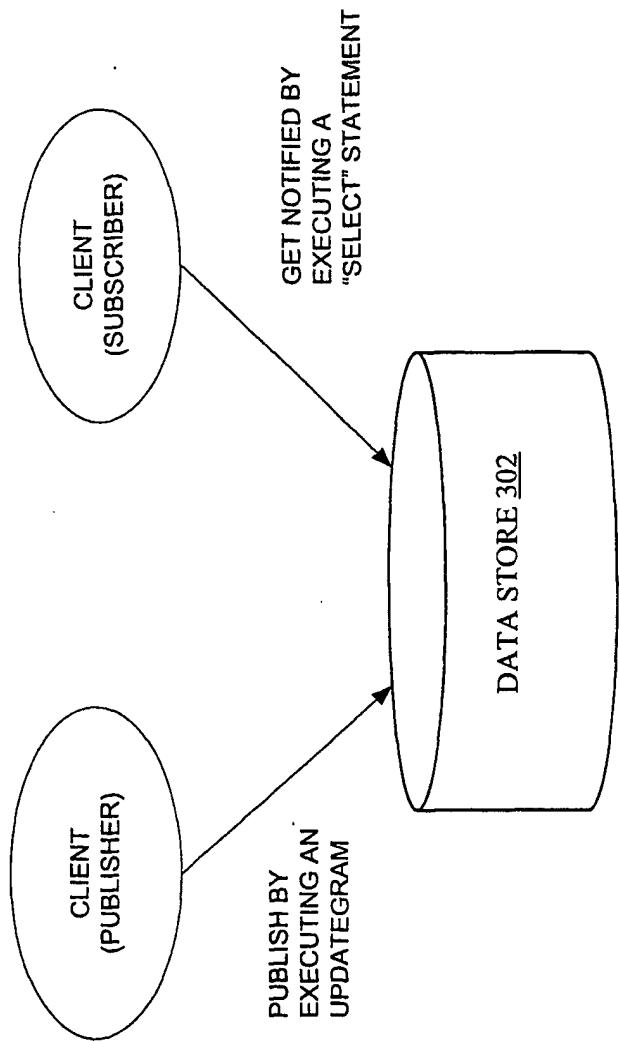 CLIENT
(PUBLISHER)
CLIENT
(SUBSCRIBER)
PUBLISH BY
EXECUTING AN
UPDATEGRAM
GET NOTIFIED BY
EXECUTING A
"SELECT" STATEMENT
DATA STORE 302